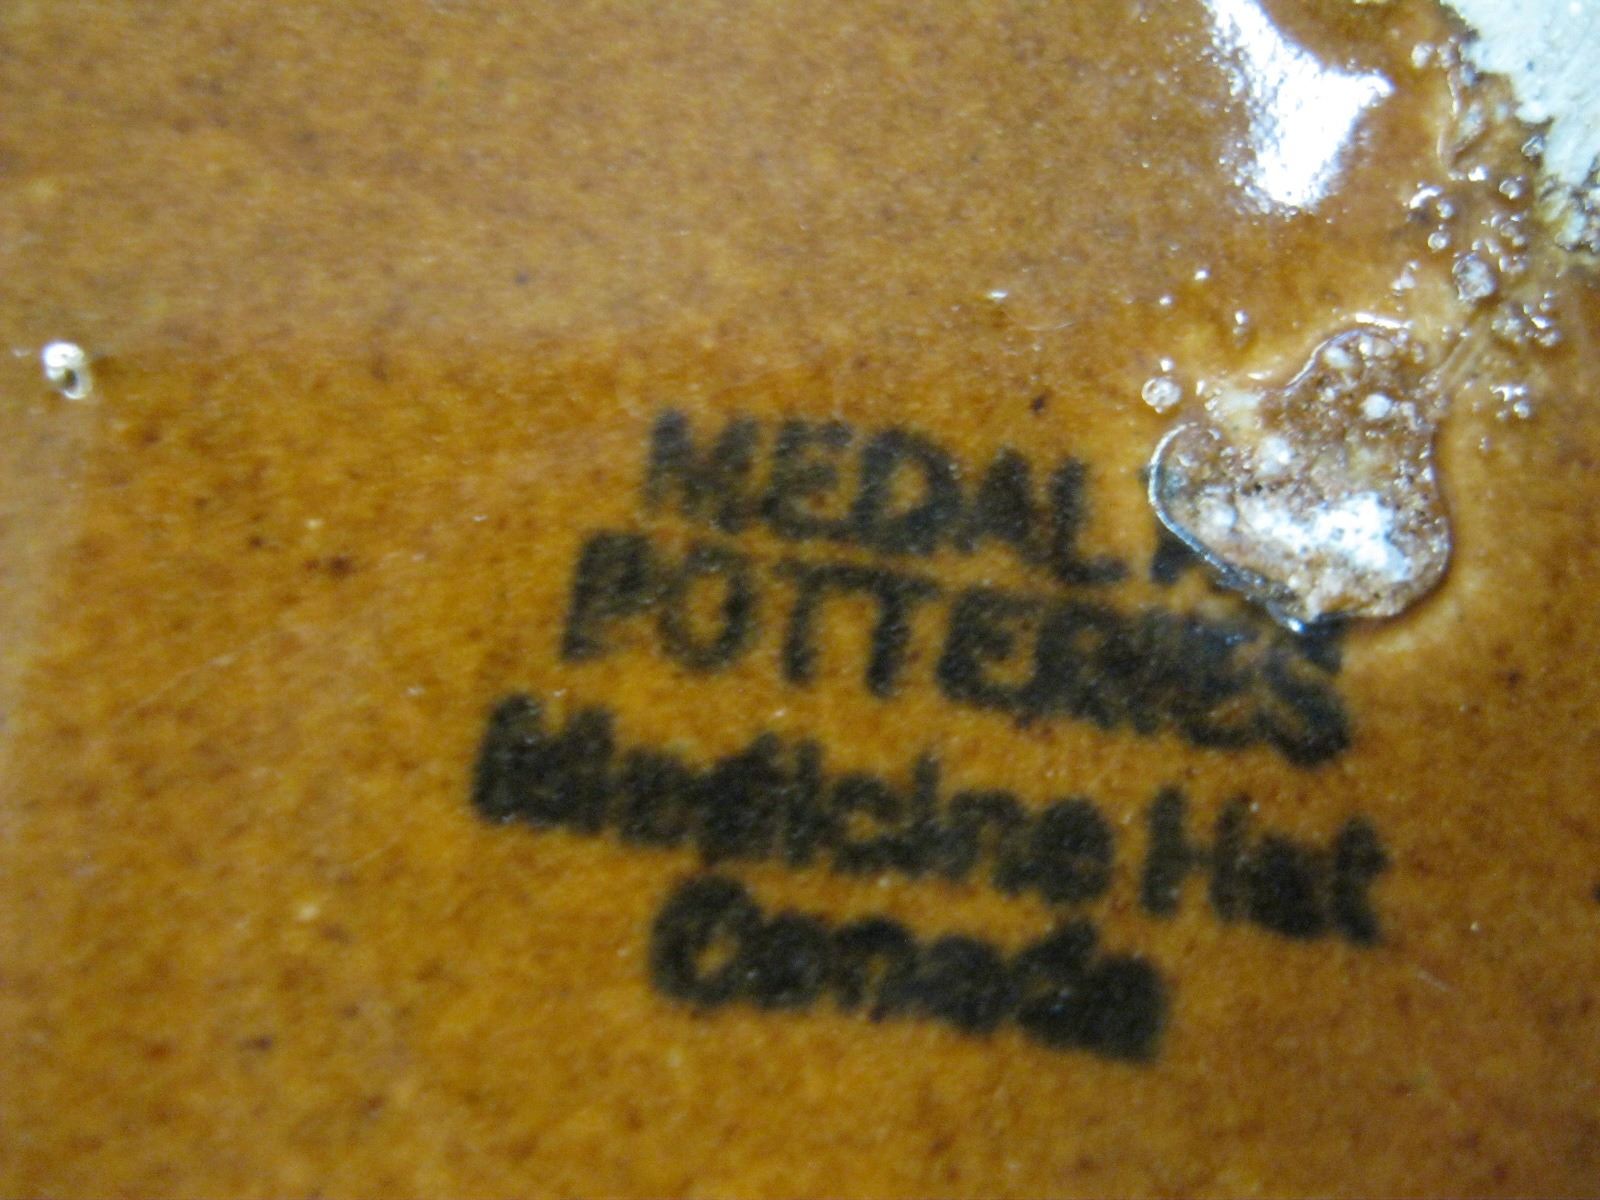 MEDAL
POTTERIES
Medicine Hat
Canada